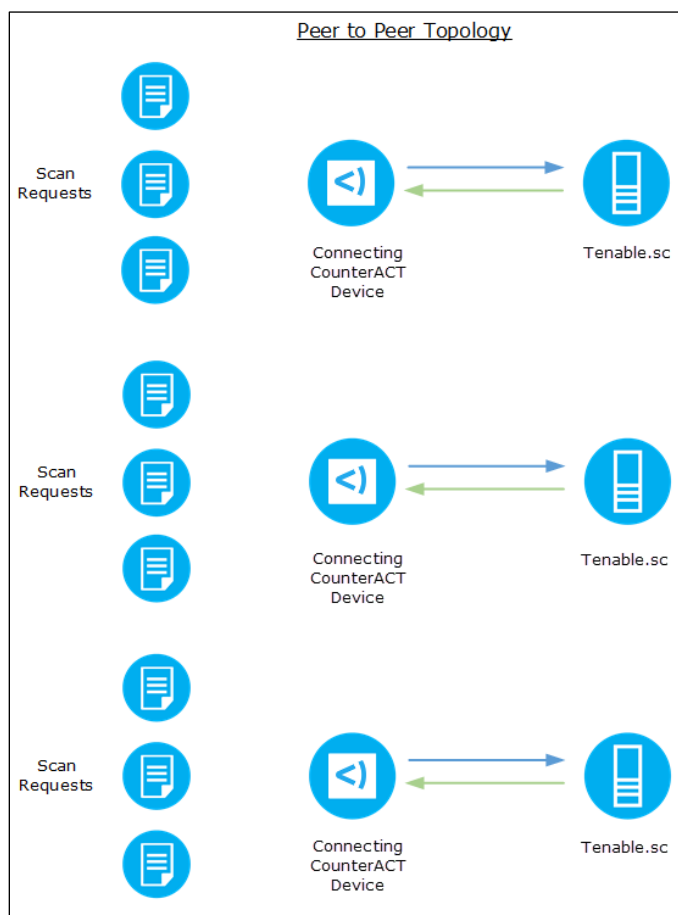 Peer to Peer Topology
Scan
Requests
Connecting
CounterACT
Device
Tenable.sc
Scan
Requests
Connecting
CounterACT
Device
Tenable.sc
Scan
Requests
Connecting
CounterACT
Device
Tenable.sc